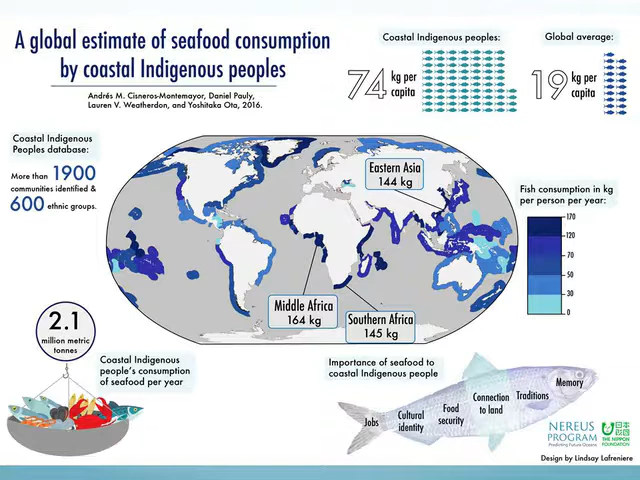 A global estimate of seafood consumption
by coastal Indigenous peoples
Andrés M. Cisneros-Montemayor, Daniel Pauly,
Lauren V. Weatherdon, and Yoshitaka Ota, 2016.
Coastal Indigenous peoples:
74 kg per
capita
Global average:
19 kg per
capita
Coastal Indigenous
Peoples database:
More than 1900
communities identified &
600 ethnic groups.
Eastern Asia
144 kg
Middle Africa
164 kg
Southern Africa
145 kg
Fish consumption in kg
per person per year:
170
120
70
50
30
0
2.1
million metric
tonnes
Coastal Indigenous
people's consumption
of seafood per year
Importance of seafood to
coastal Indigenous people
Jobs
Cultural
identity
Food
security
Connection
to land
Traditions
Memory
NEREUS
PROGRAM
Predicting Future Oceans
日本
財団
THE NIPPON
FOUNDATION
Design by Lindsay Lafreniere